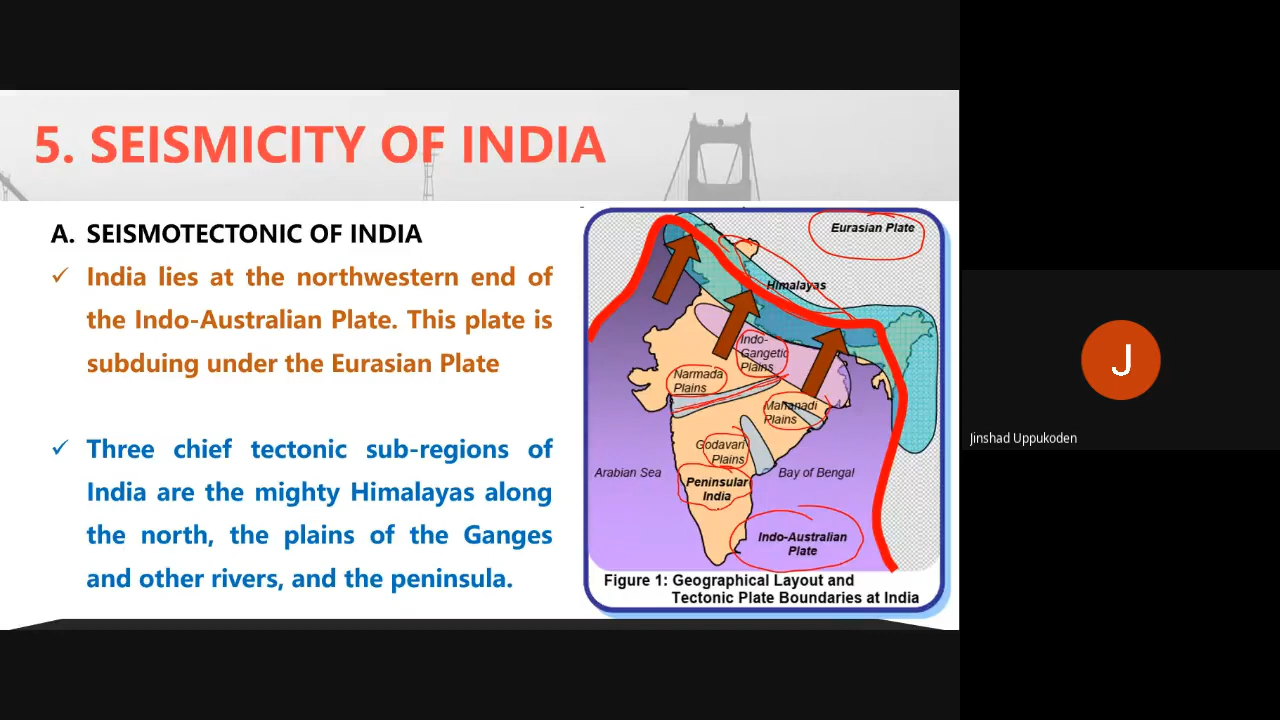 5. SEISMICITY OF INDIA
A. SEISMOTECTONIC OF INDIA
✓ India lies at the northwestern end of
the Indo-Australian Plate. This plate is
subduing under the Eurasian Plate
✓ Three chief tectonic sub-regions of
India are the mighty Himalayas along
the north, the plains of the Ganges
and other rivers, and the peninsula.
Eurasian Plate
Himalayas
Indo-
Gangetic
Plains
Narmada
Plains
Mahanadi
Plains
Godavari
Plains
Arabian Sea
Bay of Bengal
Peninsular
India
Indo-Australian
Plate
Figure 1: Geographical Layout and
Tectonic Plate Boundaries at India
J
Jinshad Uppukoden